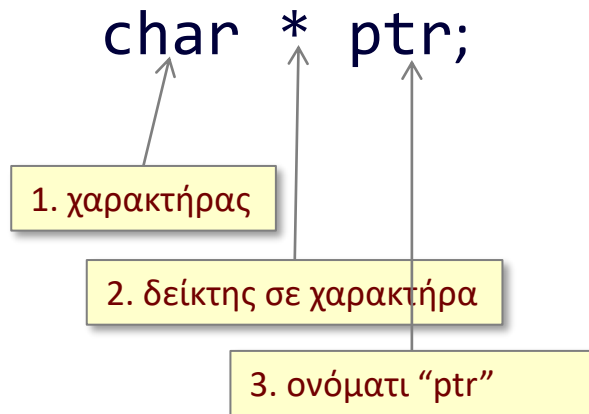 char * ptr;
1. χαρακτήρας
2. δείκτης σε χαρακτήρα
3. ονόματι “ptr”